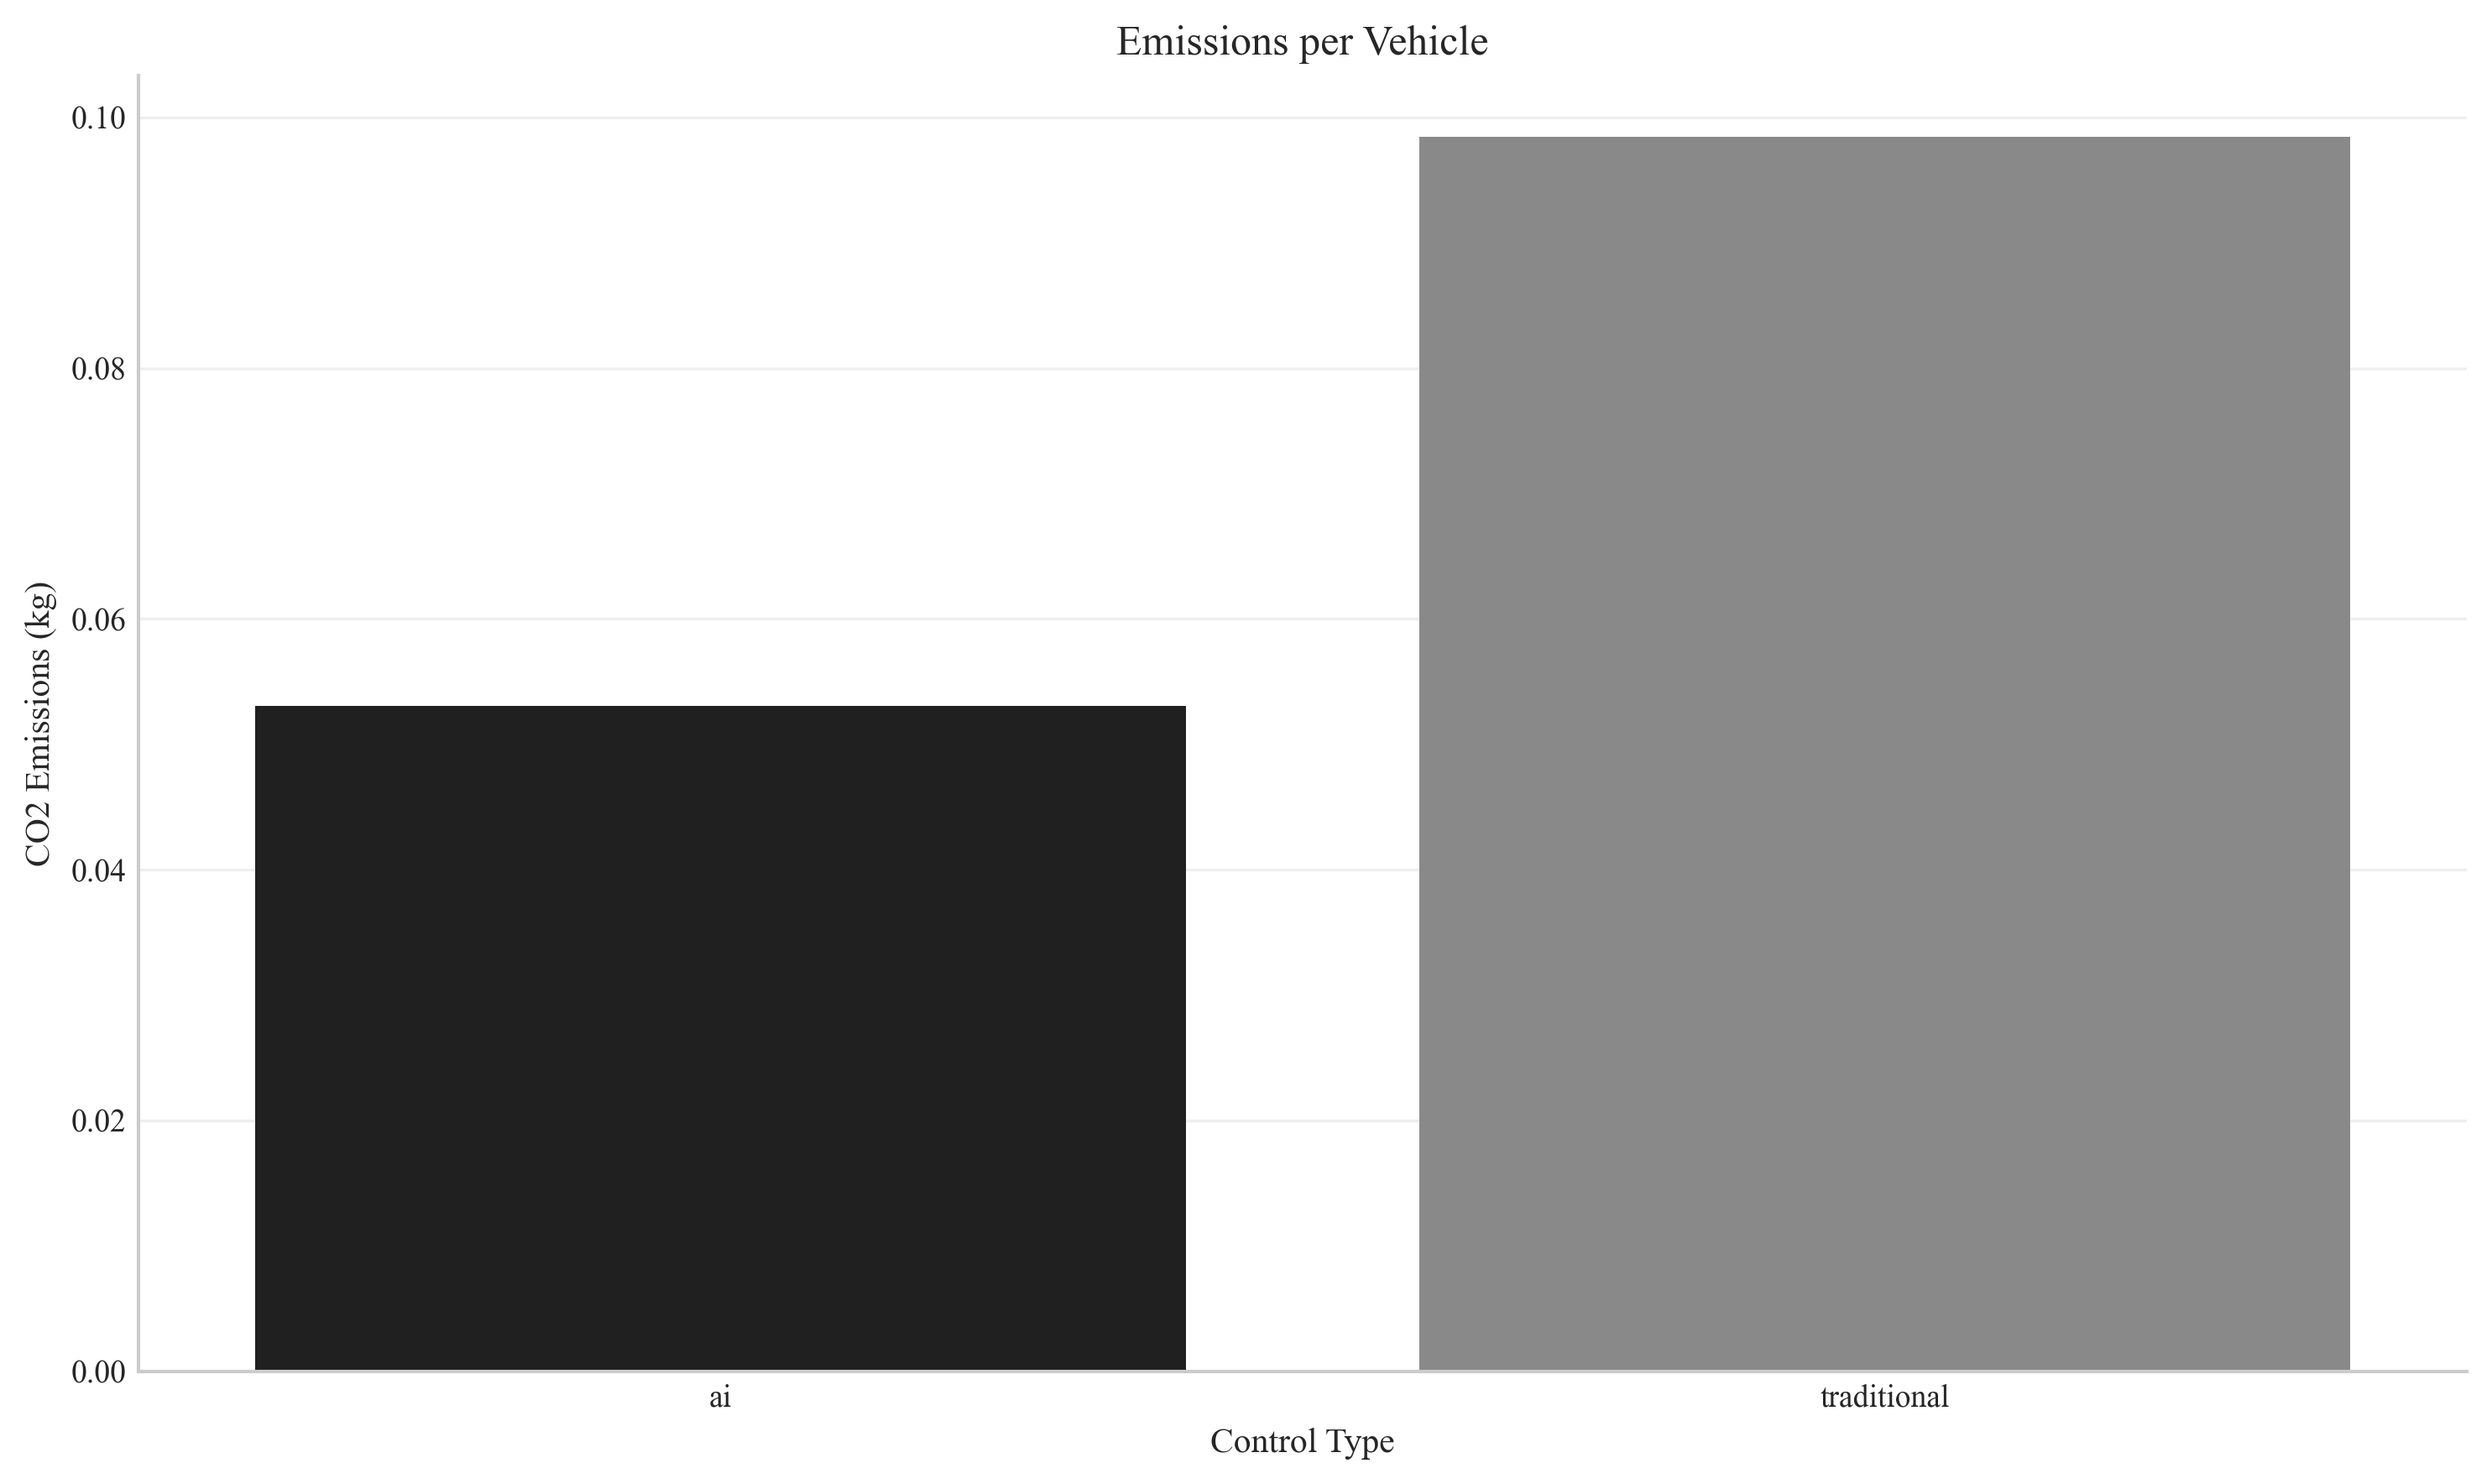 Emissions per Vehicle
CO2 Emissions (kg)
0.10
0.08
0.06
0.04
0.02
0.00
ai
traditional
Control Type